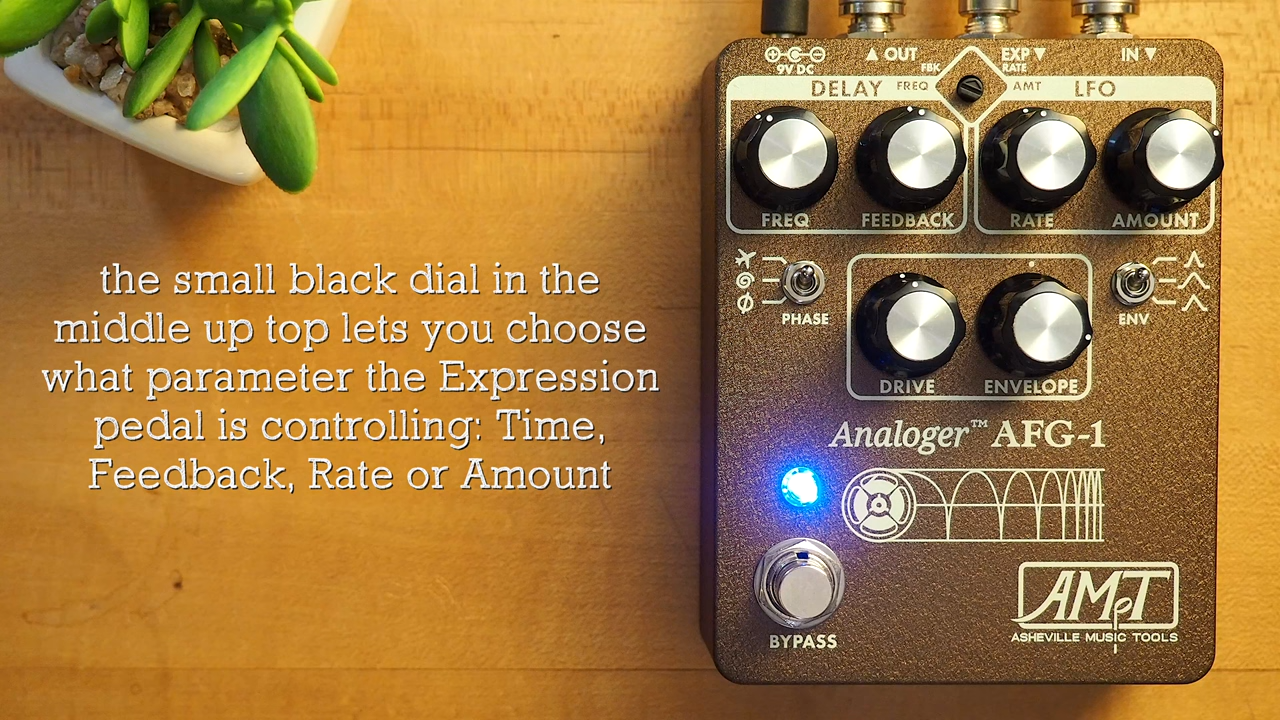 9V DC
▲ OUT
EXP ▼
IN ▼
FBK
RATE
DELAY
FREQ
AMT
LFO
FREQ
FEEDBACK
RATE
AMOUNT
the small black dial in the
middle up top lets you choose
what parameter the Expression
pedal is controlling: Time,
Feedback, Rate or Amount
PHASE
ENV
DRIVE
ENVELOPE
Analoger™ AFG-1
BYPASS
AMT
ASHEVILLE MUSIC TOOLS